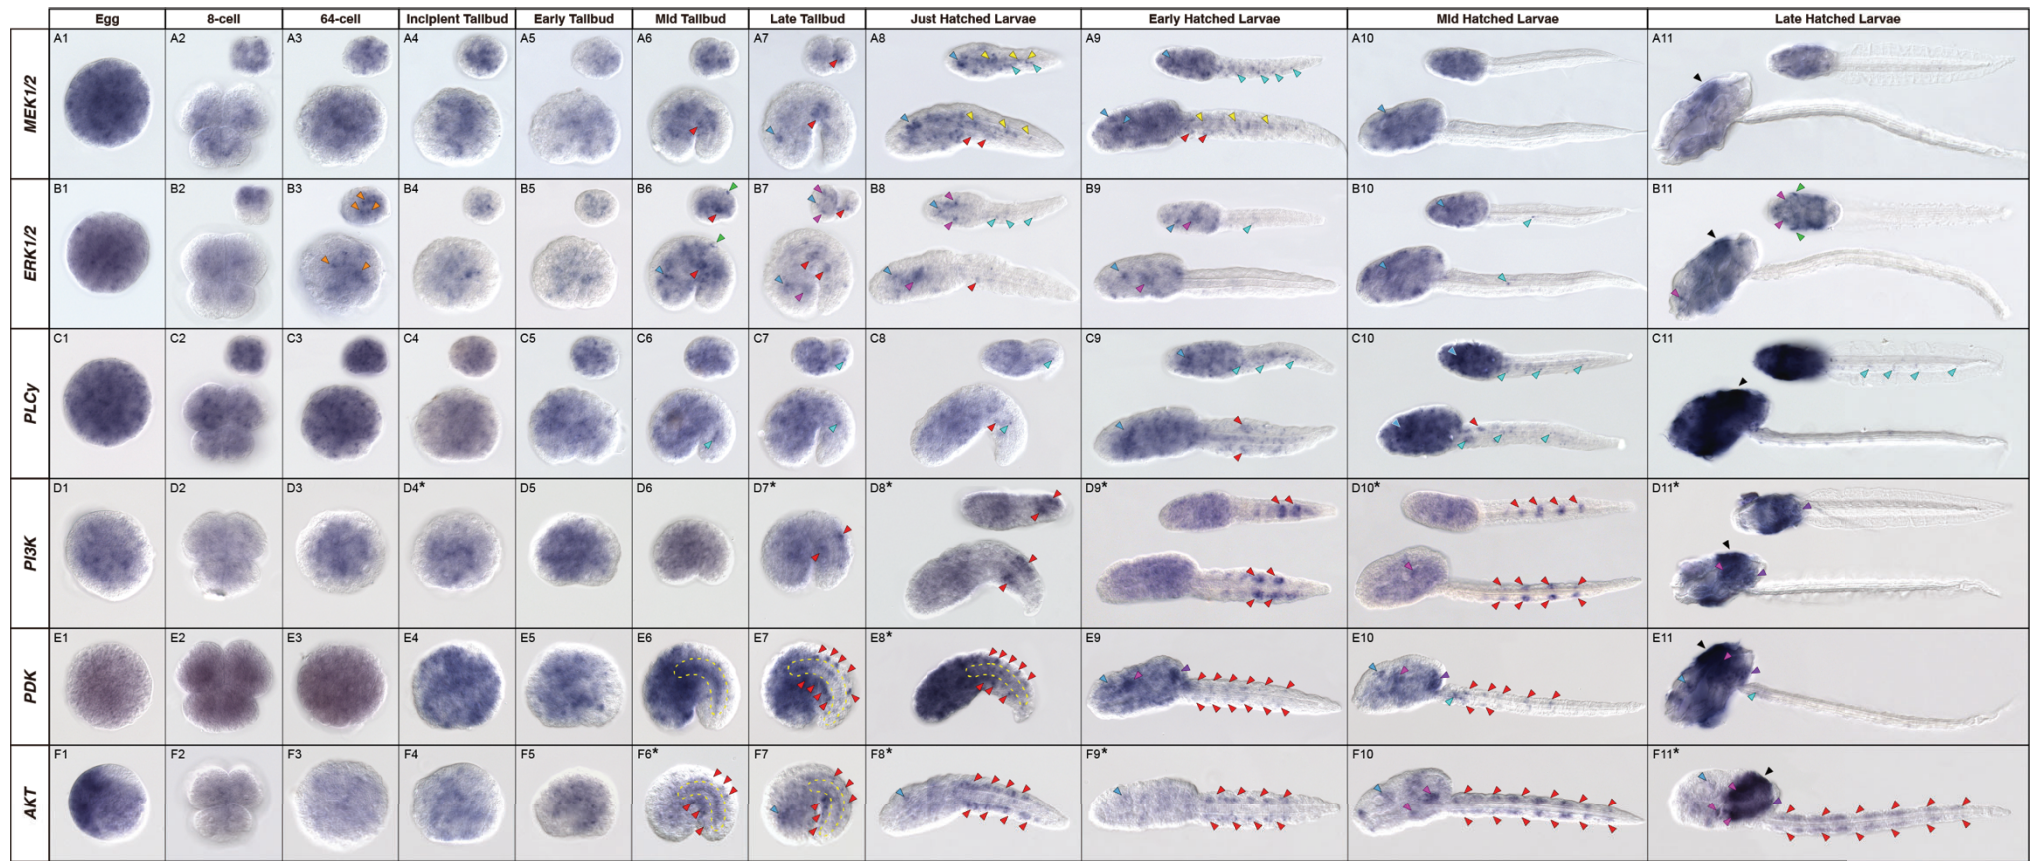 Egg 8-cell 64-cell Incipient Tailbud Early Tailbud Mid Tailbud Late Tailbud Just Hatched Larvae Early Hatched Larvae Mid Hatched Larvae Late Hatched Larvae
MEK1/2 A1 A2 A3 A4 A5 A6 A7 A8 A9 A10 A11
ERK1/2 B1 B2 B3 B4 B5 B6 B7 B8 B9 B10 B11
PLCγ C1 C2 C3 C4 C5 C6 C7 C8 C9 C10 C11
PI3K D1 D2 D3 D4* D5 D6 D7* D8* D9* D10* D11*
PDK E1 E2 E3 E4 E5 E6 E7 E8* E9 E10 E11
AKT F1 F2 F3 F4 F5 F6* F7 F8* F9* F10 F11*